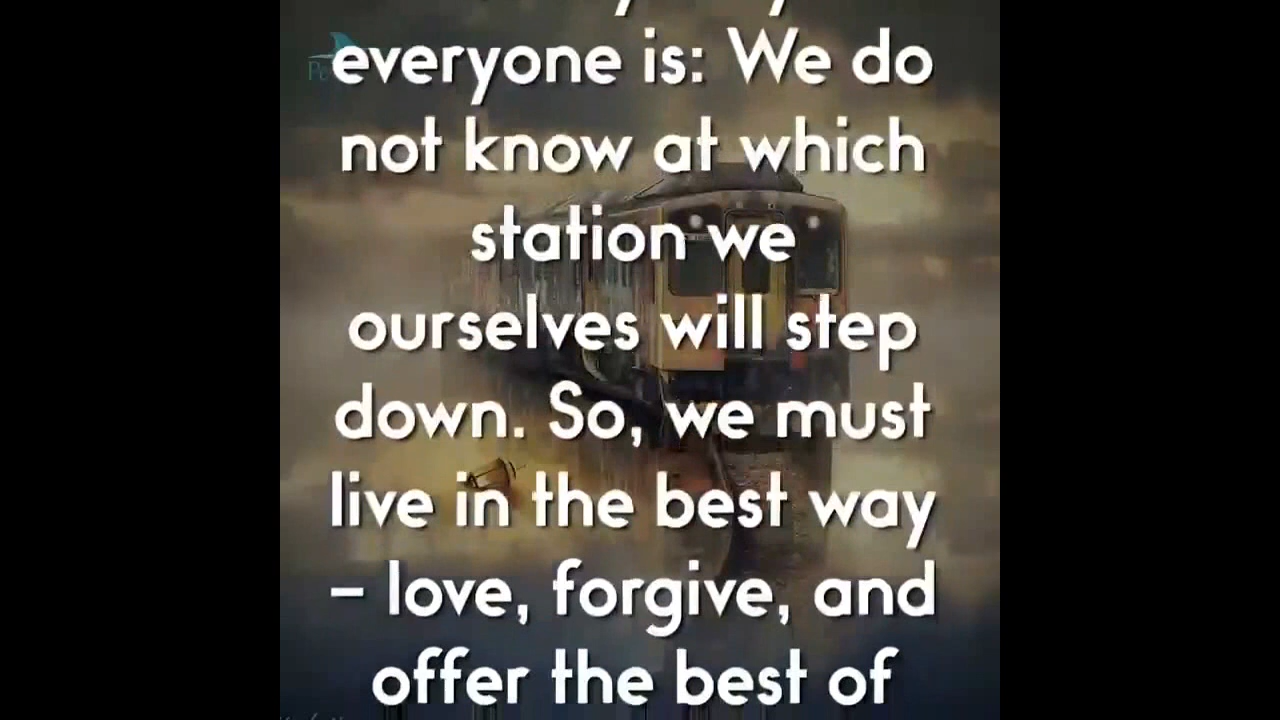 everyone is: We do
not know at which
station we
ourselves will step
down. So, we must
live in the best way
– love, forgive, and
offer the best of